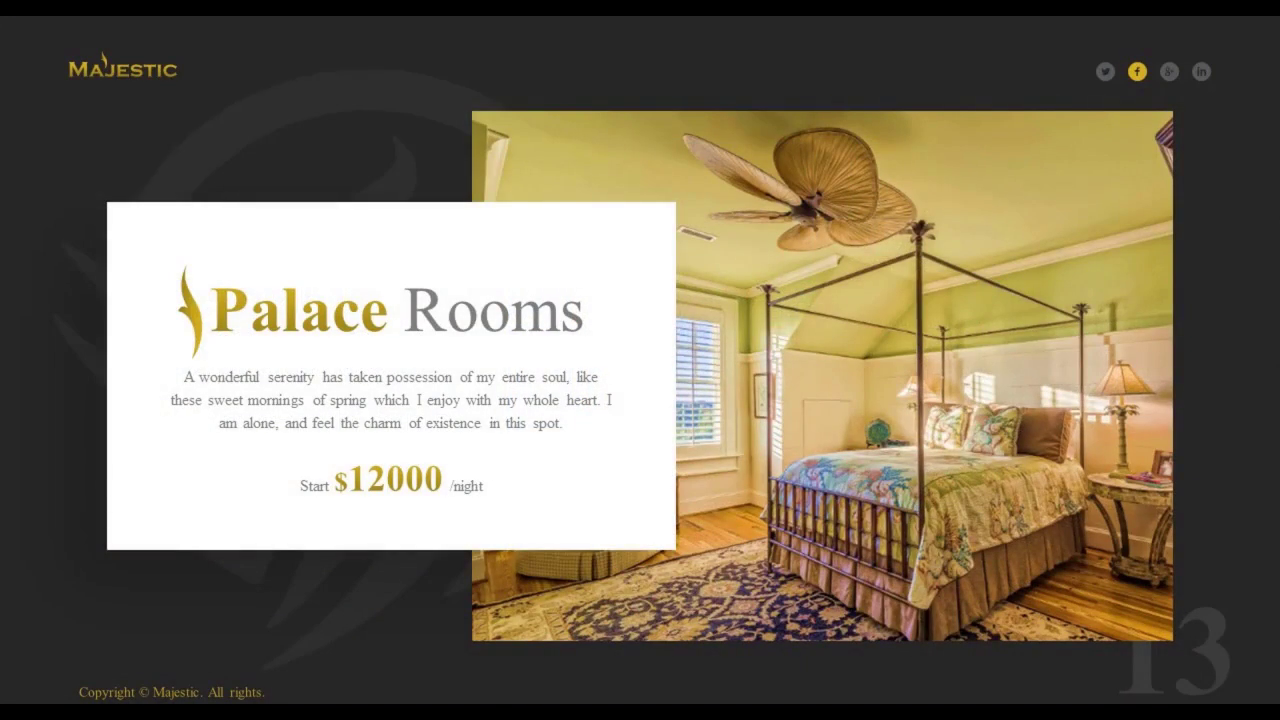 MAJESTIC
Palace Rooms
A wonderful serenity has taken possession of my entire soul, like
these sweet mornings of spring which I enjoy with my whole heart. I
am alone, and feel the charm of existence in this spot.
Start $12000 /night
13
Copyright © Majestic. All rights.